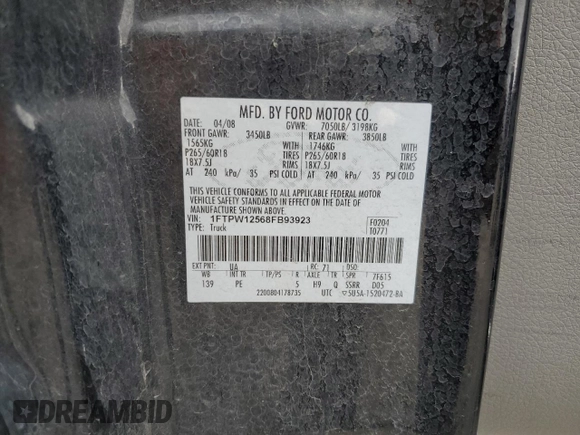 MFD. BY FORD MOTOR CO.
DATE: 04/08 GVWR: 7050LB/ 3198KG
FRONT GAWR: 3450LB REAR GAWR: 3850LB
1565KG WITH 1746KG WITH
P265/60R18 TIRES P265/60R18 TIRES
18X7.5J RIMS 18X7.5J RIMS
AT 240 kPa/ 35 PSI COLD AT 240 kPa/ 35 PSI COLD
THIS VEHICLE CONFORMS TO ALL APPLICABLE FEDERAL MOTOR
VEHICLE SAFETY STANDARDS IN EFFECT ON THE DATE OF
MANUFACTURE SHOWN ABOVE.
VIN: 1FTPW12568FB93923 F0204
TYPE: Truck 10771
EXT PNT: UA RC: 71 DSO:
WB INT TR TP/PS R AXLE TR SPR 7F615
139 PE 5 H9 Q SSRR D05
2200804178735 UTC ▽5U5A-1520472-BA
DREAMBID